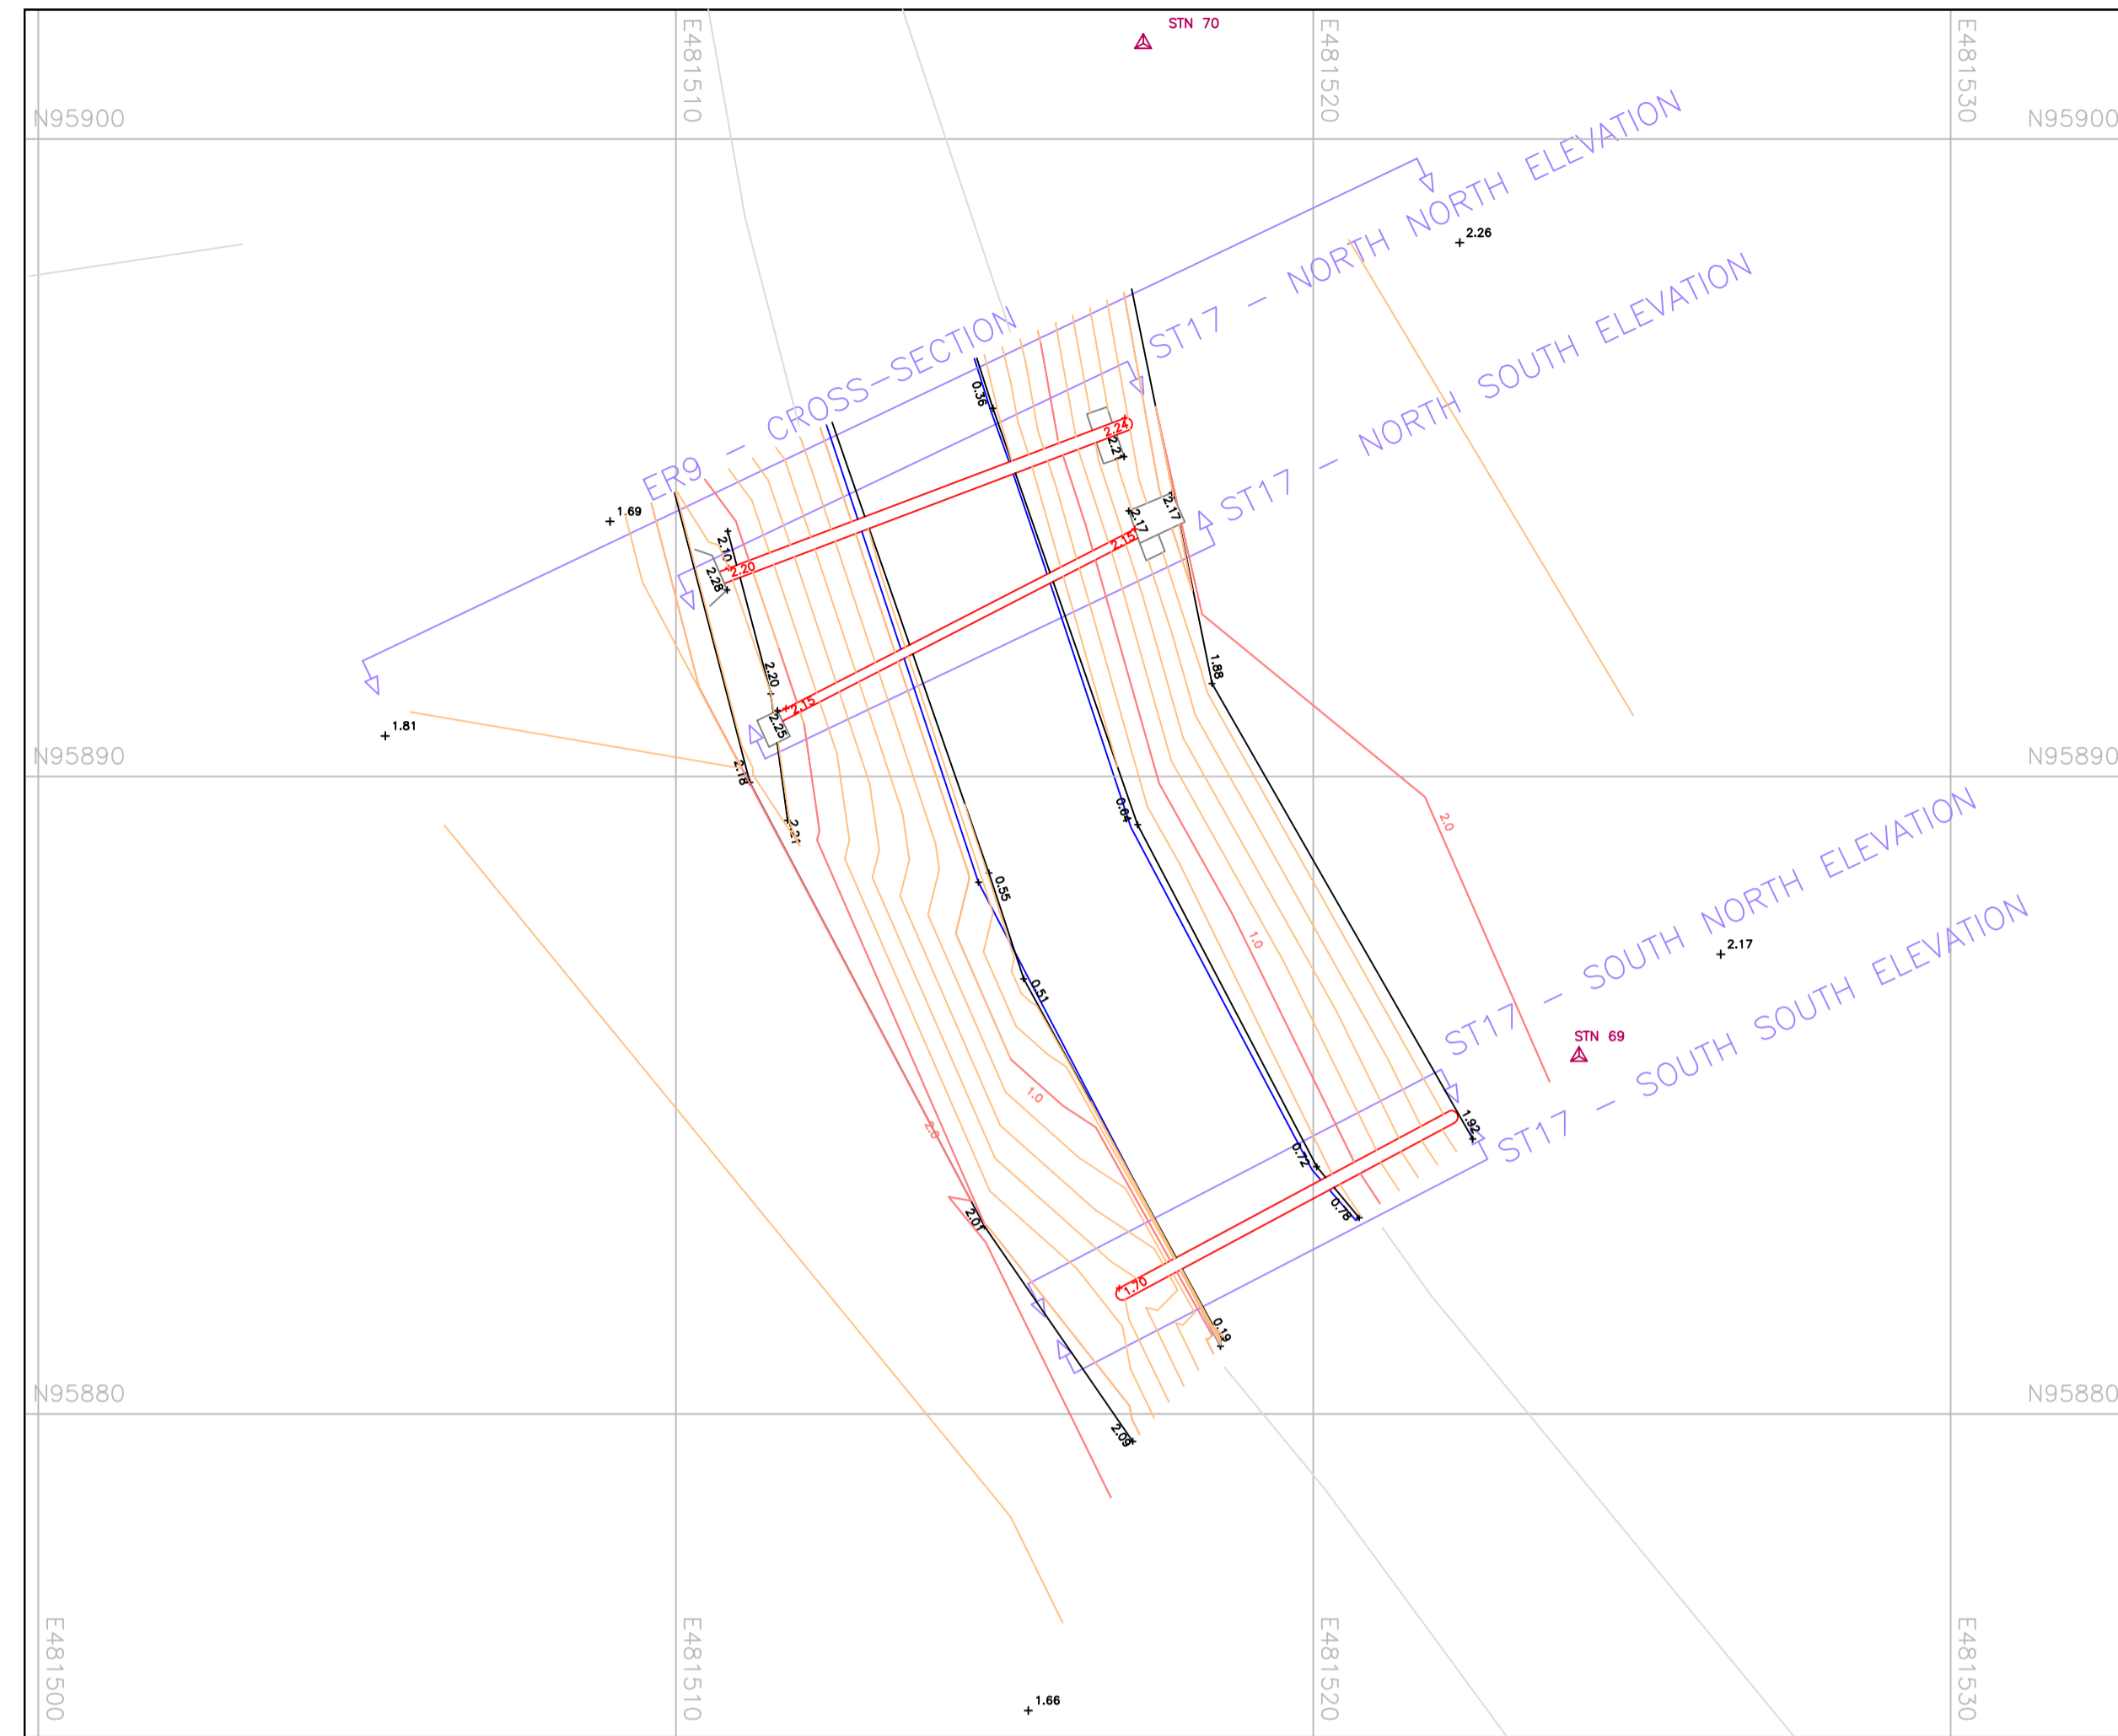 STN 70
E481510
E481520
E481530
N95900
N95900
ST17 – NORTH NORTH ELEVATION
2.26
ST17 – NORTH SOUTH ELEVATION
ER9 – CROSS-SECTION
0.36
2.24
2.21
2.17
2.17
1.69
2.10
2.20
2.28
2.15
2.20
2.15
2.25
1.88
1.81
N95890
N95890
2.18
2.21
0.64
2.0
0.55
1.0
2.17
0.51
ST17 – SOUTH NORTH ELEVATION
STN 69
ST17 – SOUTH SOUTH ELEVATION
1.0
2.0
1.92
0.72
0.78
2.01
1.70
0.19
N95880
N95880
2.09
E481500
E481510
E481520
E481530
1.66